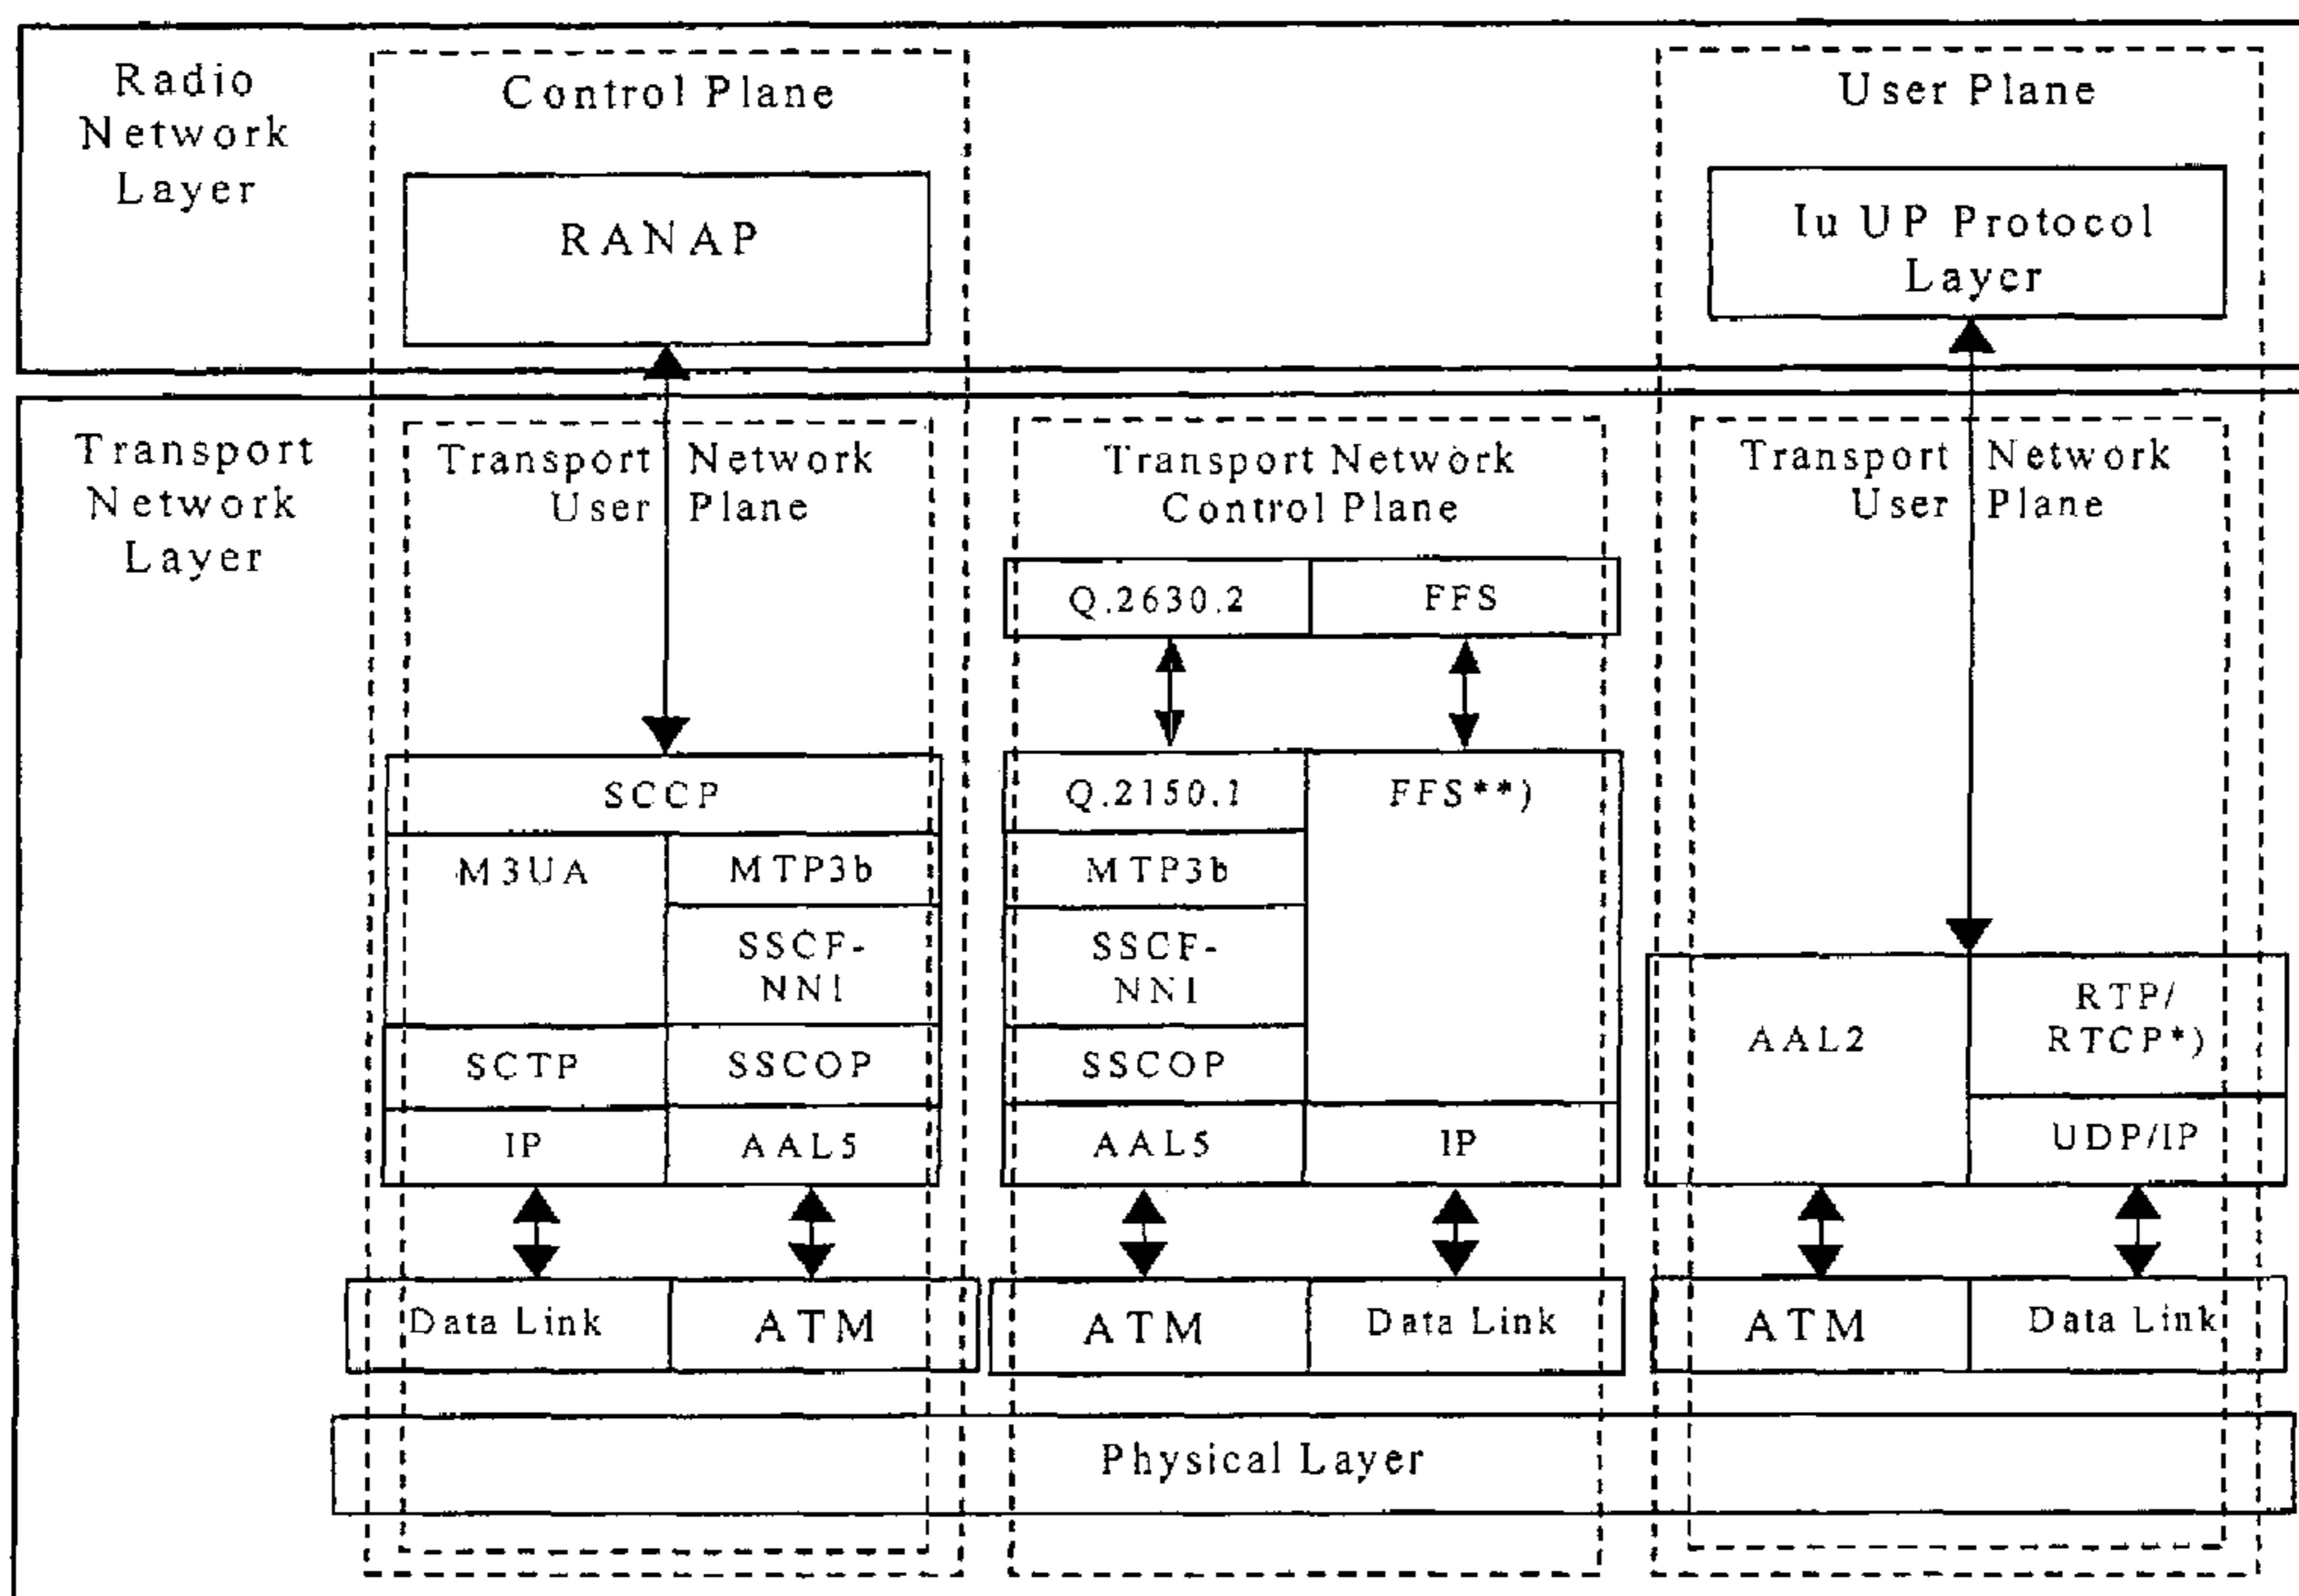 Radio
Network
Layer
Control Plane
RANAP
User Plane
Iu UP Protocol
Layer
Transport
Network
Layer
Transport Network
User Plane
SCCP
M3UA
MTP3b
SSCF-
NNI
SCTP
SSCOP
IP
AAL5
Data Link
ATM
Transport Network
Control Plane
Q.2630.2
FFS
Q.2150.1
FFS**)
MTP3b
SSCF-
NNI
SSCOP
AAL5
IP
ATM
Data Link
Transport Network
User Plane
AAL2
RTP/
RTCP*)
UDP/IP
ATM
Data Link
Physical Layer